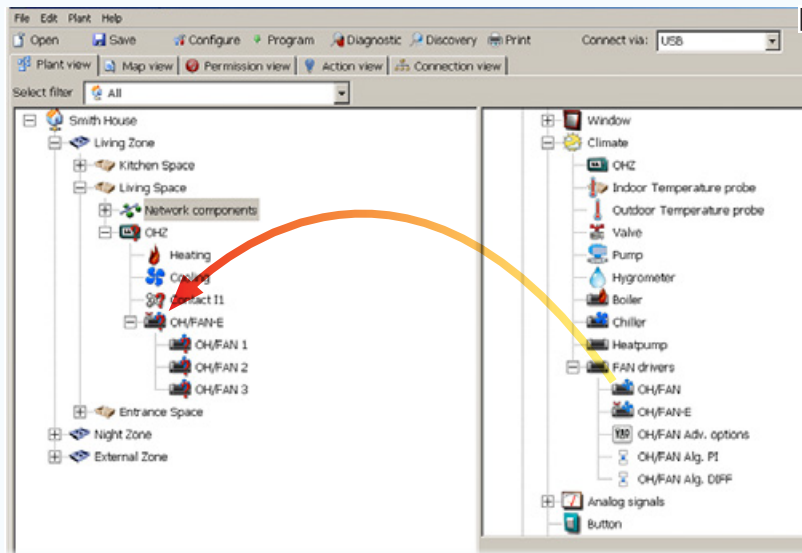 File Edit Plant Help
Open Save Configure Program Diagnostic Discovery Print Connect via: USB
Plant view Map view Permission view Action view Connection view
Select filter All
Smith House
Living Zone
Kitchen Space
Living Space
Network components
OHZ
Heating
Cooling
Contact I1
OH/FAN-E
OH/FAN 1
OH/FAN 2
OH/FAN 3
Entrance Space
Night Zone
External Zone
Window
Climate
OHZ
Indoor Temperature probe
Outdoor Temperature probe
Valve
Pump
Hygrometer
Boiler
Chiller
Heatpump
FAN drivers
OH/FAN
OH/FAN-E
OH/FAN Adv. options
OH/FAN Alg. PI
OH/FAN Alg. DIFF
Analog signals
Button